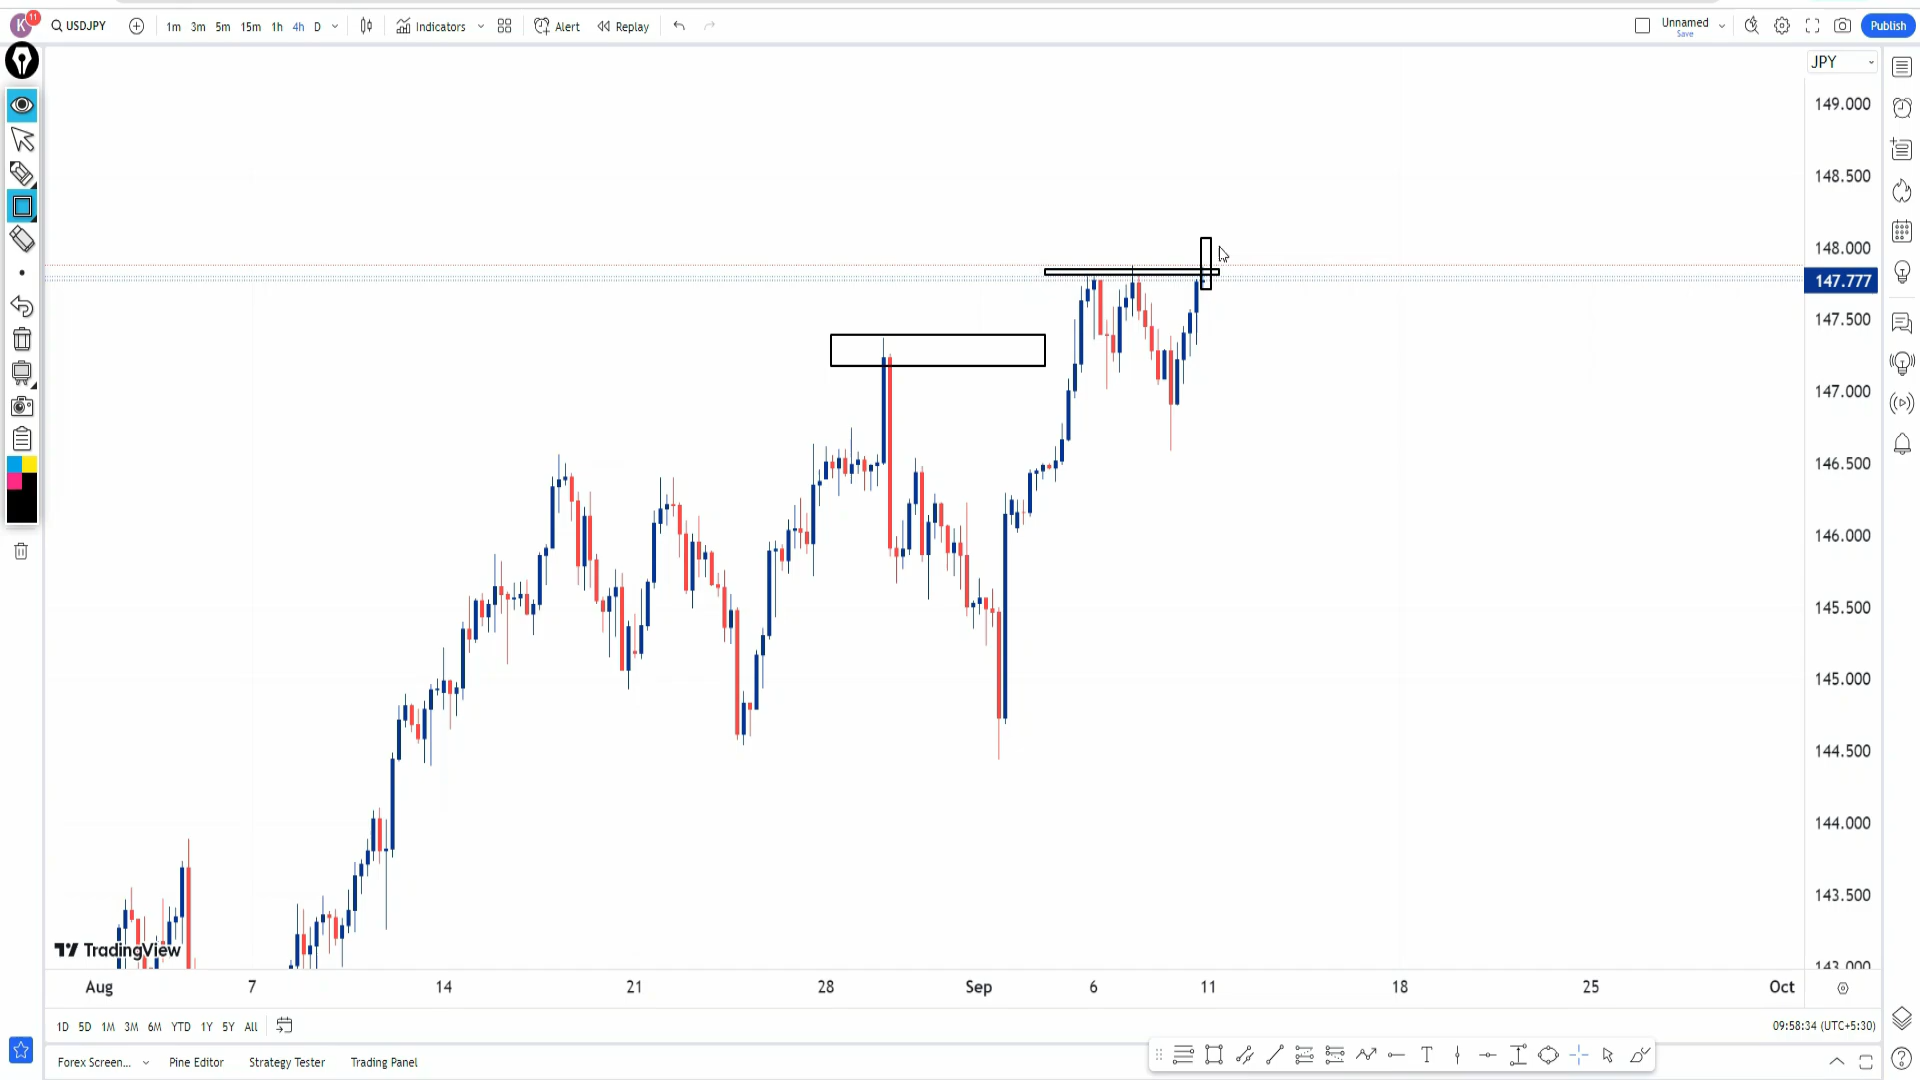 K 11 USDJPY 1m 3m 5m 15m 1h 4h D Indicators Alert Replay Unnamed Save Publish
JPY
149.000
148.500
148.000
147.777
147.500
147.000
146.500
146.000
145.500
145.000
144.500
144.000
143.500
143.000
TradingView
Aug 7 14 21 28 Sep 6 11 18 25 Oct
1D 5D 1M 3M 6M YTD 1Y 5Y All 09:58:34 (UTC+5:30)
Forex Screen... Pine Editor Strategy Tester Trading Panel